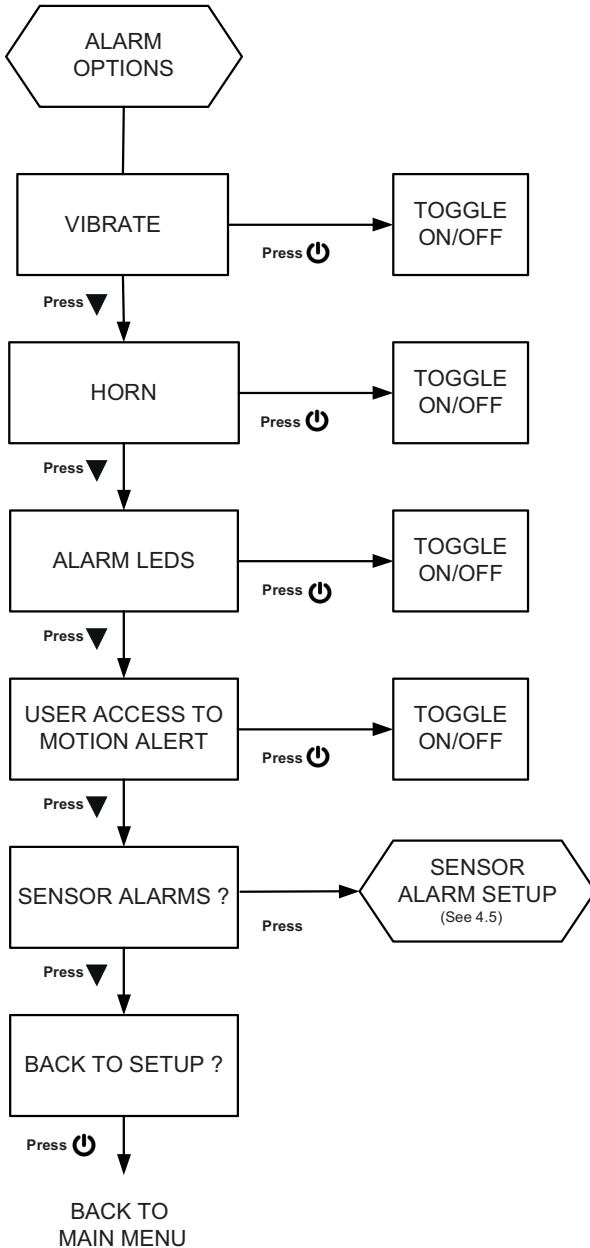 ALARM
OPTIONS
VIBRATE
Press
TOGGLE
ON/OFF
Press
HORN
Press
TOGGLE
ON/OFF
Press
ALARM LEDS
Press
TOGGLE
ON/OFF
Press
USER ACCESS TO
MOTION ALERT
Press
TOGGLE
ON/OFF
Press
SENSOR ALARMS ?
Press
SENSOR
ALARM SETUP
(See 4.5)
Press
BACK TO SETUP ?
Press
BACK TO
MAIN MENU